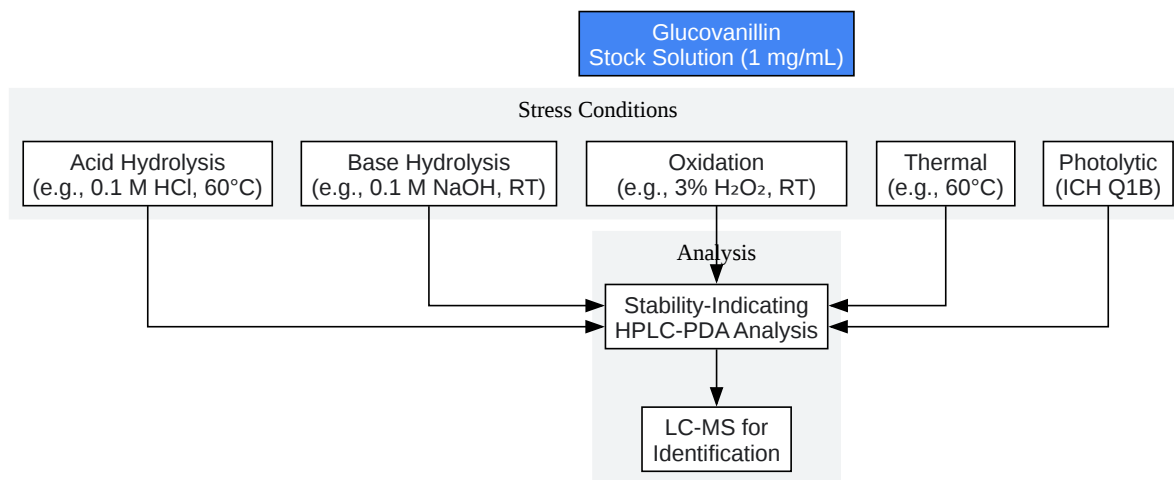 Glucovanillin
Stock Solution (1 mg/mL)
Stress Conditions
Acid Hydrolysis
(e.g., 0.1 M HCl, 60°C)
Base Hydrolysis
(e.g., 0.1 M NaOH, RT)
Oxidation
(e.g., 3% H₂O₂, RT)
Thermal
(e.g., 60°C)
Photolytic
(ICH Q1B)
Analysis
Stability-Indicating
HPLC-PDA Analysis
LC-MS for
Identification